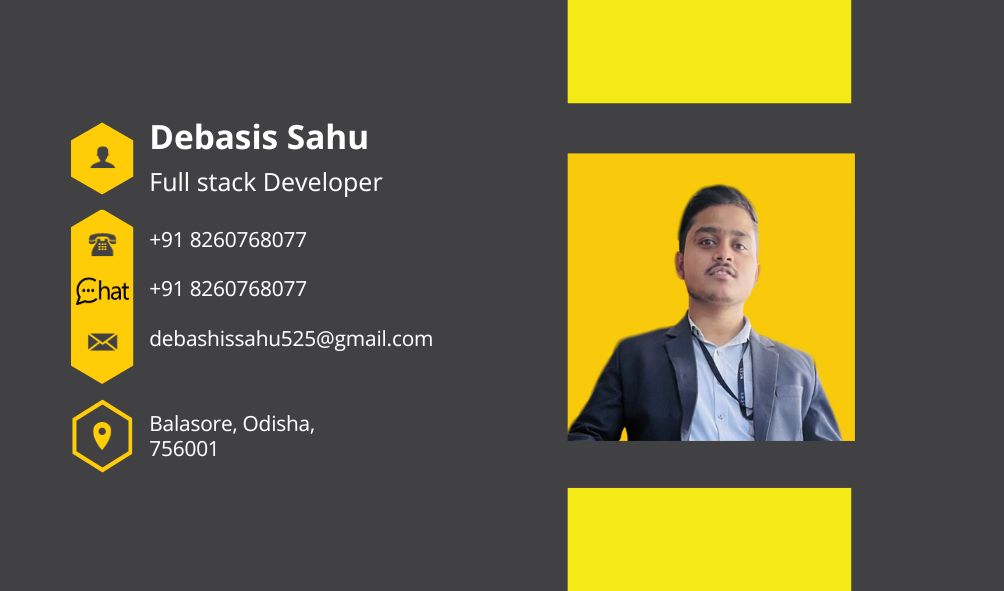 Debasis Sahu
Full stack Developer
+91 8260768077
Chat
+91 8260768077
debashissahu525@gmail.com
Balasore, Odisha,
756001